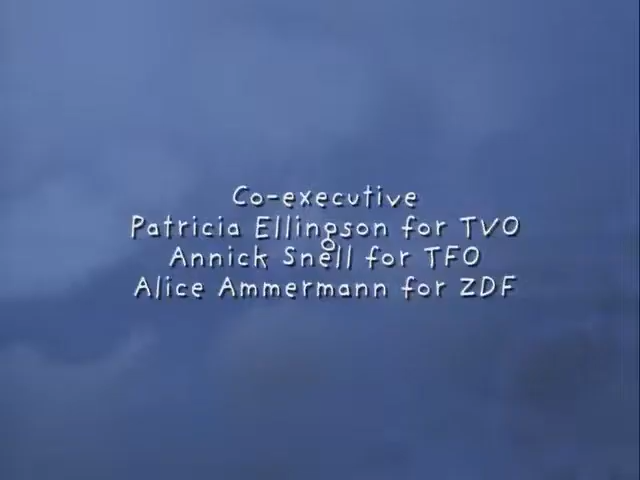 Co-executive
Patricia Ellingson for TVO
Annick Snell for TFO
Alice Ammermann for ZDF